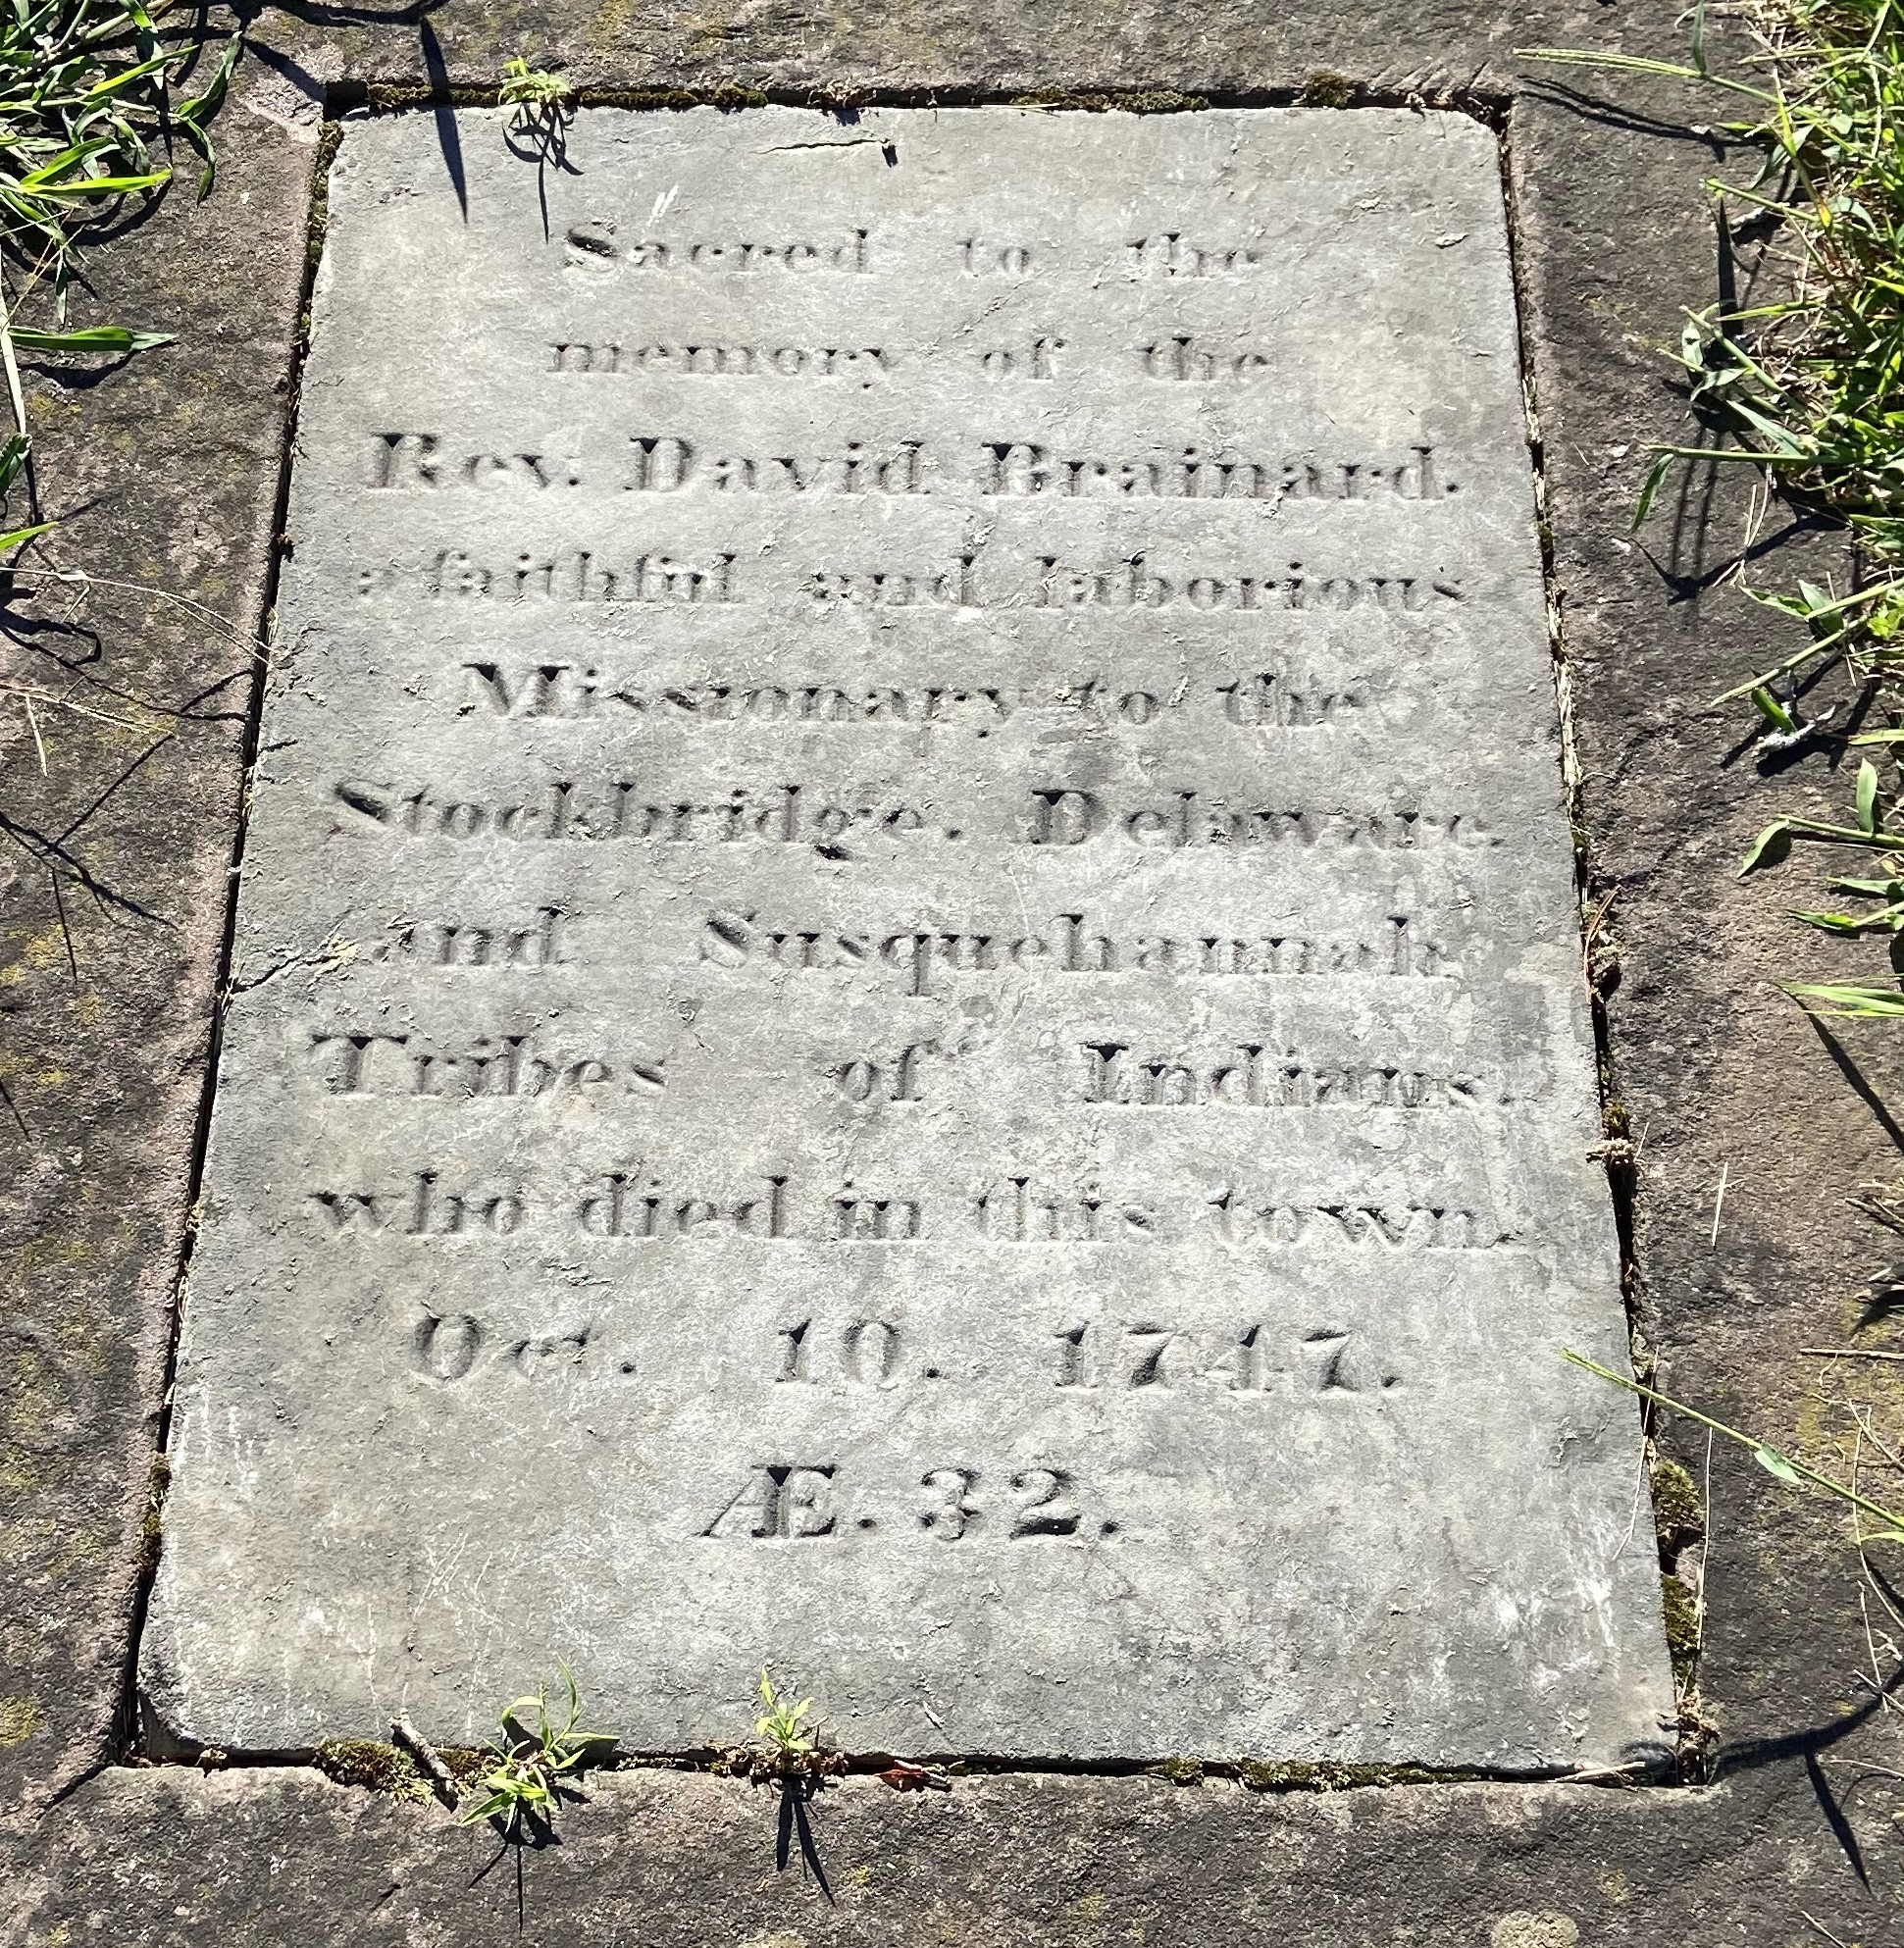 Sacred to the
memory of the
Rev. David Brainard.
a faithful and laborious
Missionary to the
Stockbridge. Delaware
and Susquehannah
Tribes of Indians.
who died in this town.
Oct. 10. 1747.
Æ. 32.